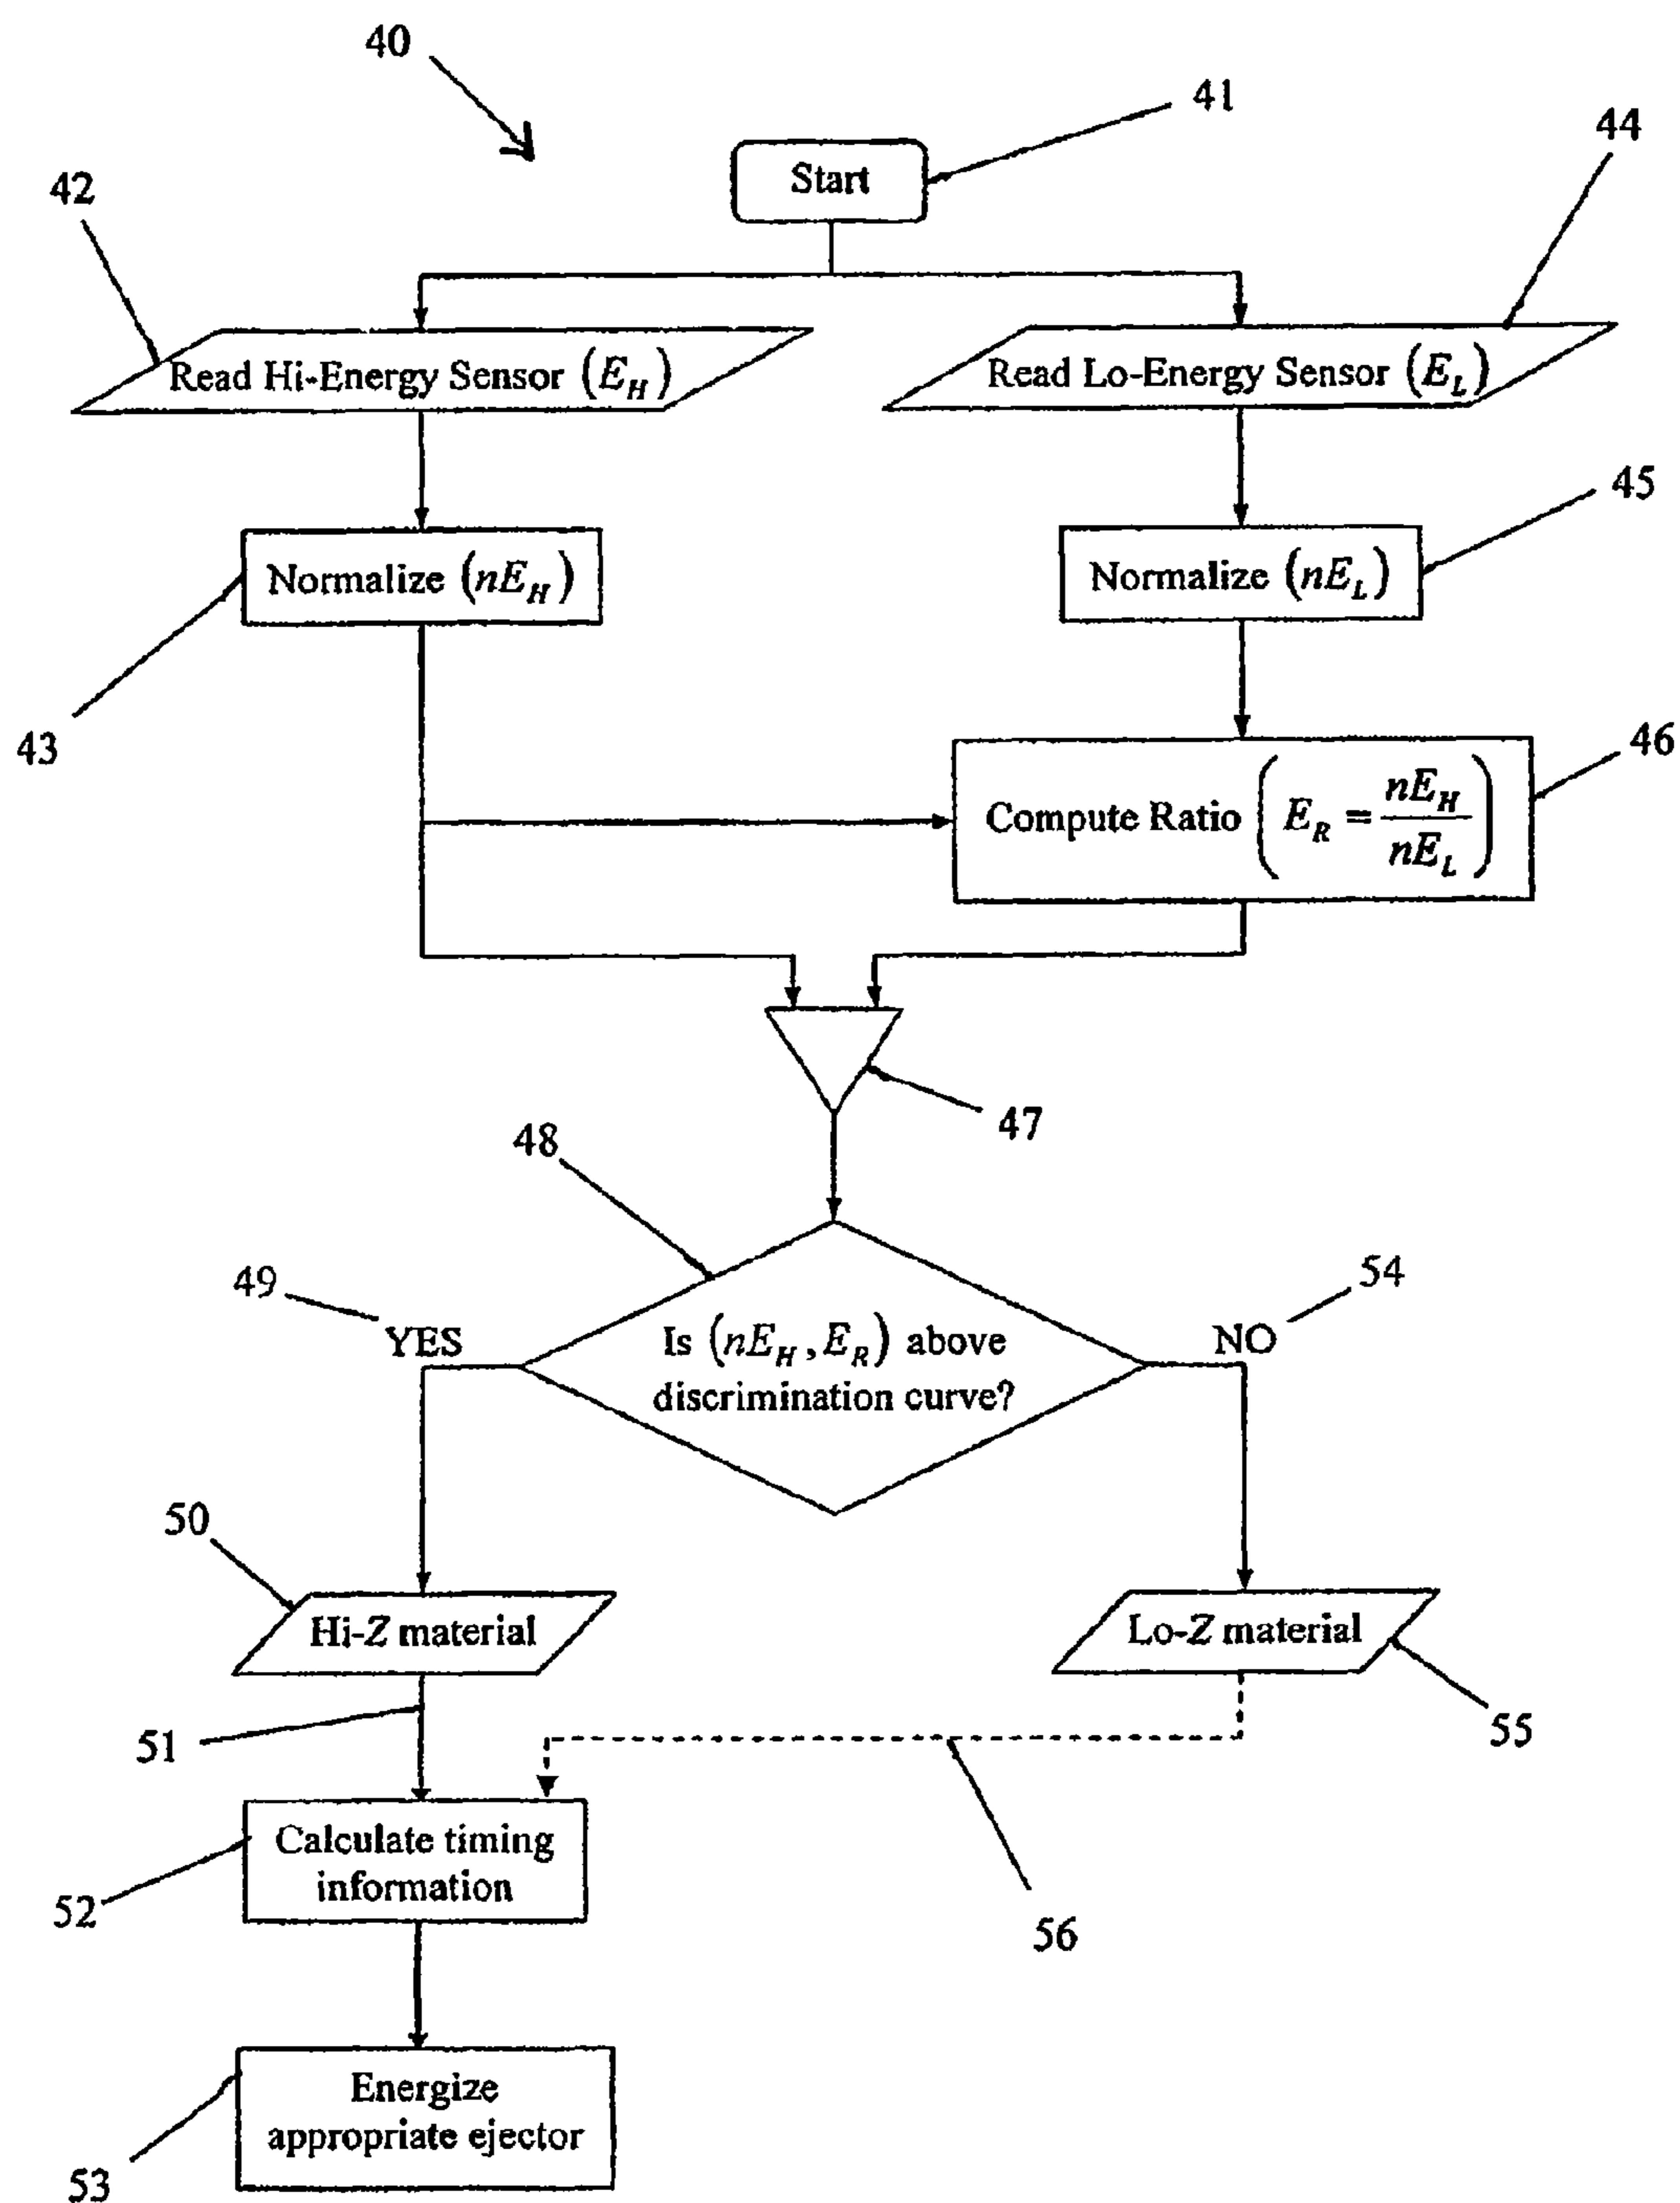 40
41
44
42
Start
Read Hi-Energy Sensor (E_H)
Read Lo-Energy Sensor (E_L)
45
Normalize (nE_H)
Normalize (nE_L)
43
46
Compute Ratio (E_R = nE_H / nE_L)
47
48
49
54
YES
NO
Is (nE_H, E_R) above
discrimination curve?
50
Hi-Z material
Lo-Z material
51
55
Calculate timing
information
52
56
Energize
appropriate ejector
53